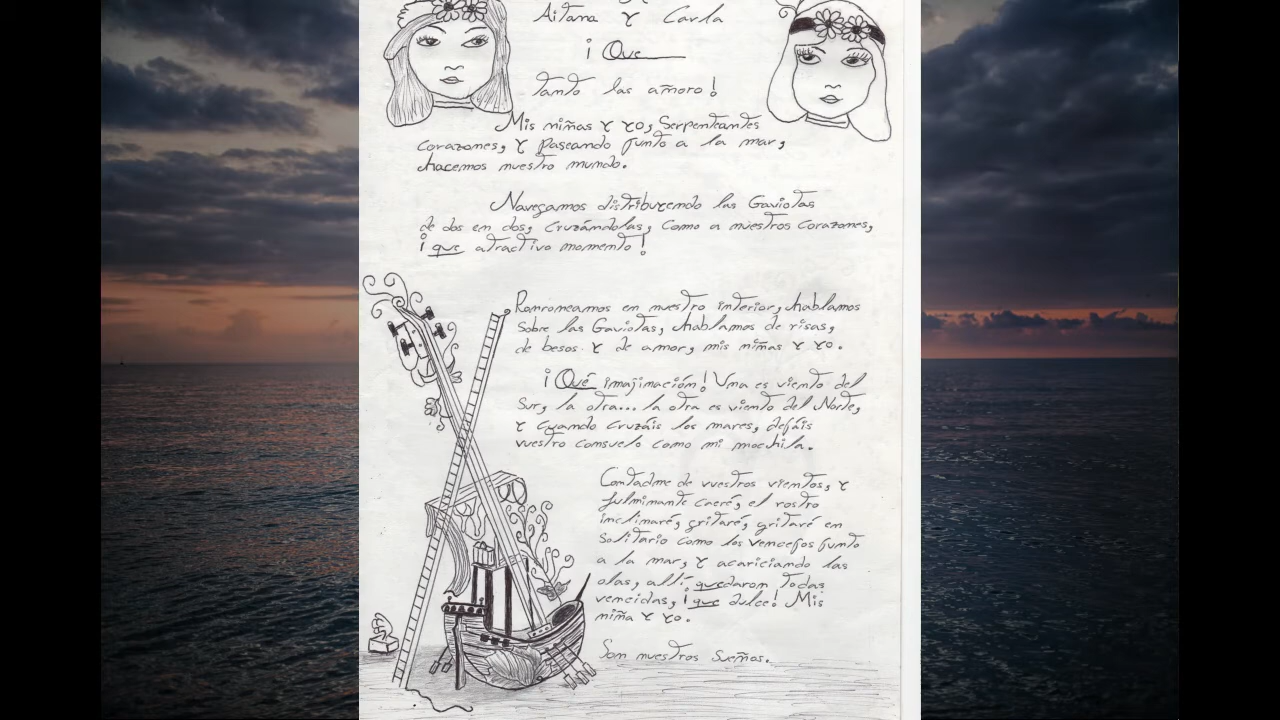 Aitana y Carla
¡Que
tanto las añoro!
Mis niñas y yo, Serpenteantes
corazones, y paseando junto a la mar,
hacemos nuestro mundo.
Navegamos distribuyendo las Gaviotas
de dos en dos, cruzándolas, como a nuestros corazones,
¡que atractivo momento!
Ronroneamos en nuestro interior, hablamos
sobre las Gaviotas, hablamos de risas,
de besos y de amor, mis niñas y yo.
¡Qué imajinación! Una es viento del
Sur, la otra... la otra es viento del Norte,
y cuando cruzáis los mares, dejáis
vuestro consuelo como mi mochila.
Contadme de vuestros vientos, y
fulminante caeré, el rostro
inclinaré, gritaré, gritaré en
solitario como los vencejos junto
a la mar, y acariciando las
olas, allí quedaron todas
vencidas, ¡que dulce! Mis
niña y yo.
Son nuestros Sueños.